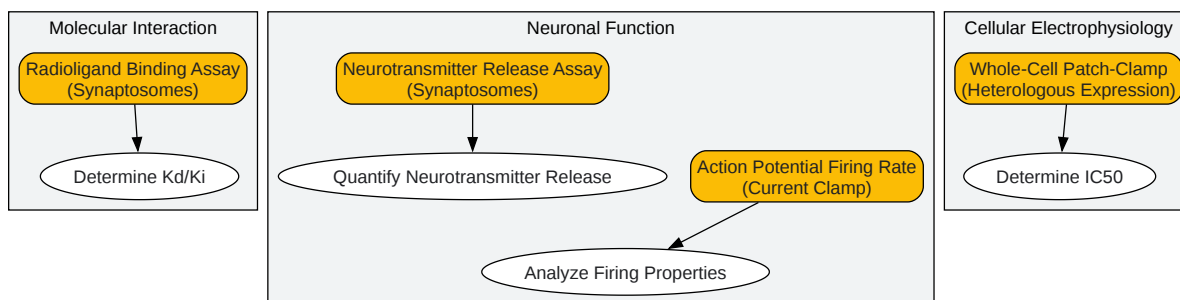 Molecular Interaction
Radioligand Binding Assay
(Synaptosomes)
Determine Kd/Ki
Neuronal Function
Neurotransmitter Release Assay
(Synaptosomes)
Quantify Neurotransmitter Release
Action Potential Firing Rate
(Current Clamp)
Analyze Firing Properties
Cellular Electrophysiology
Whole-Cell Patch-Clamp
(Heterologous Expression)
Determine IC50